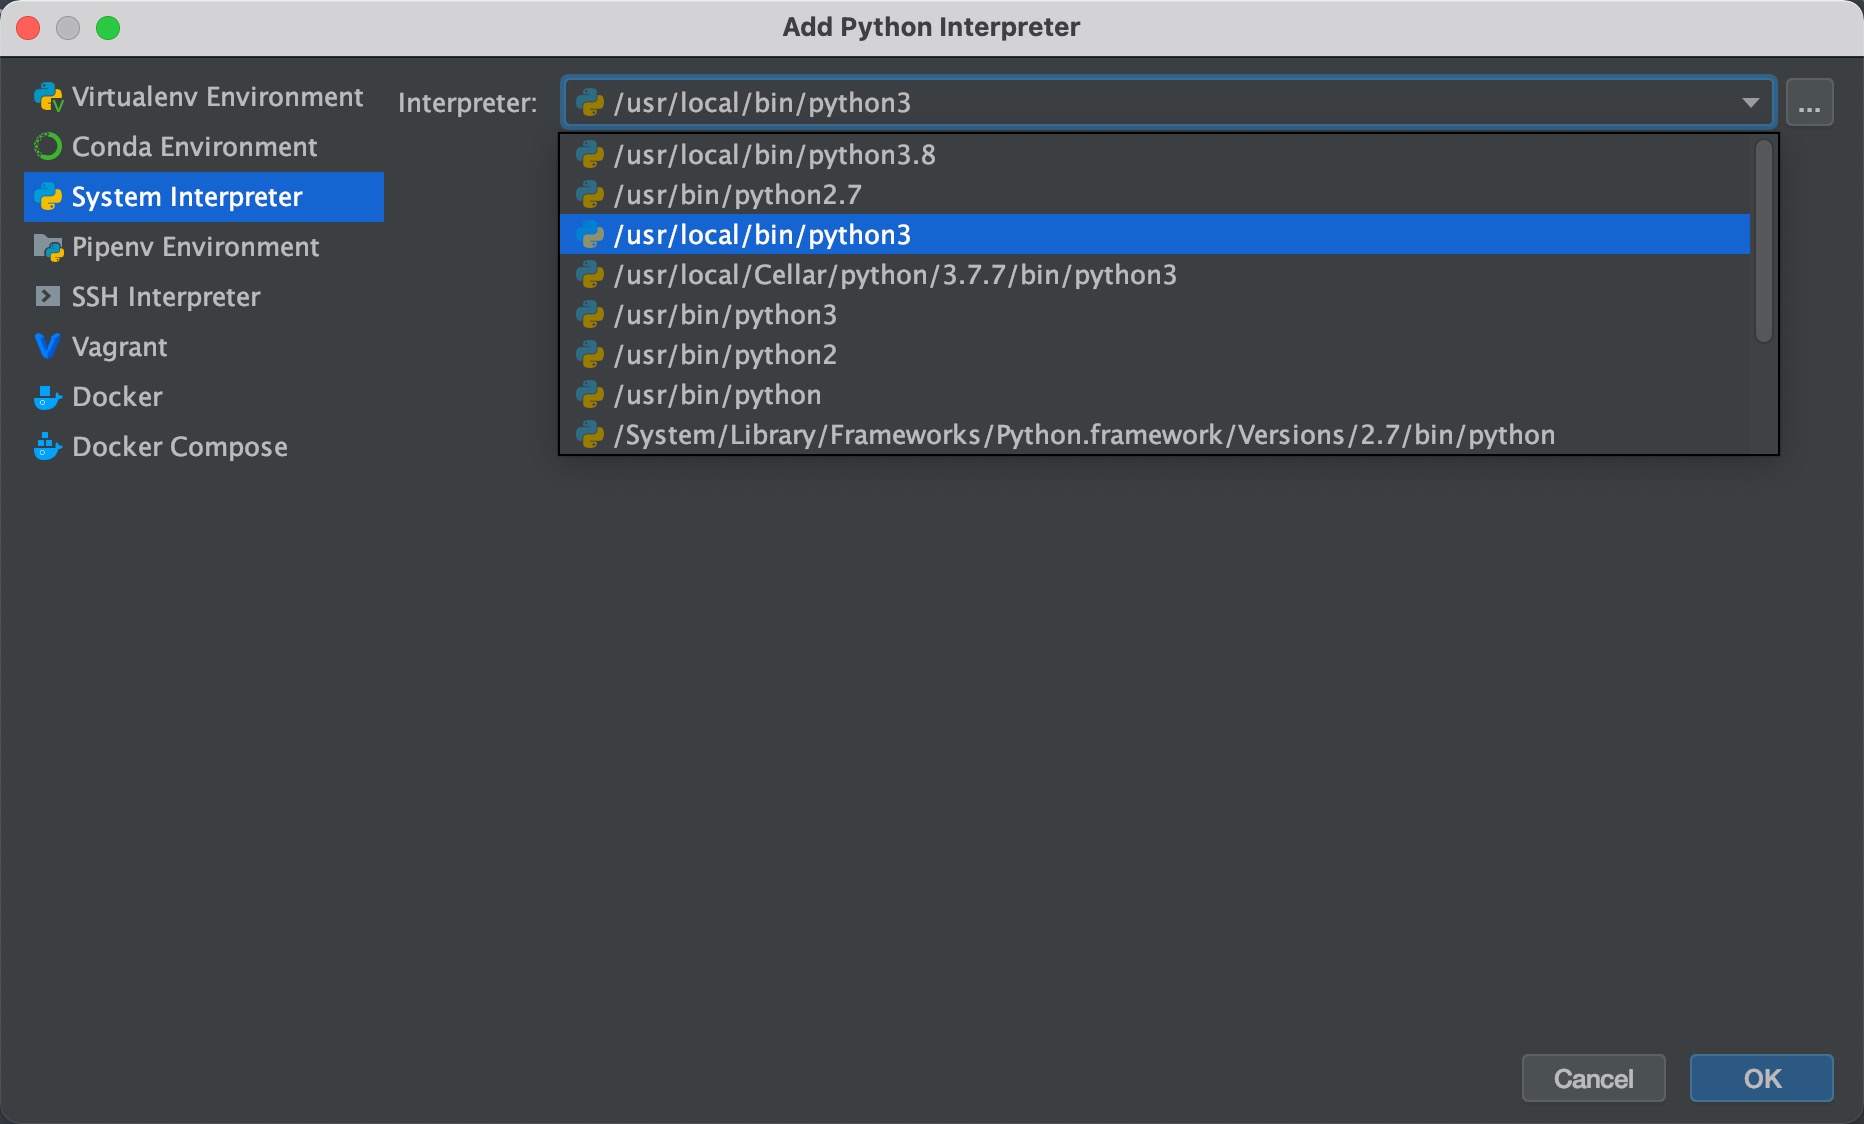 Add Python Interpreter
Virtualenv Environment
Conda Environment
System Interpreter
Pipenv Environment
SSH Interpreter
Vagrant
Docker
Docker Compose
Interpreter: /usr/local/bin/python3 ...
/usr/local/bin/python3.8
/usr/bin/python2.7
/usr/local/bin/python3
/usr/local/Cellar/python/3.7.7/bin/python3
/usr/bin/python3
/usr/bin/python2
/usr/bin/python
/System/Library/Frameworks/Python.framework/Versions/2.7/bin/python
Cancel OK